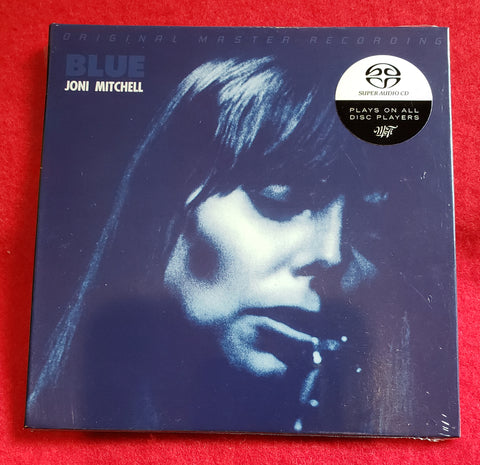 ORIGINAL MASTER RECORDING
BLUE
JONI MITCHELL
SUPER AUDIO CD
PLAYS ON ALL
DISC PLAYERS